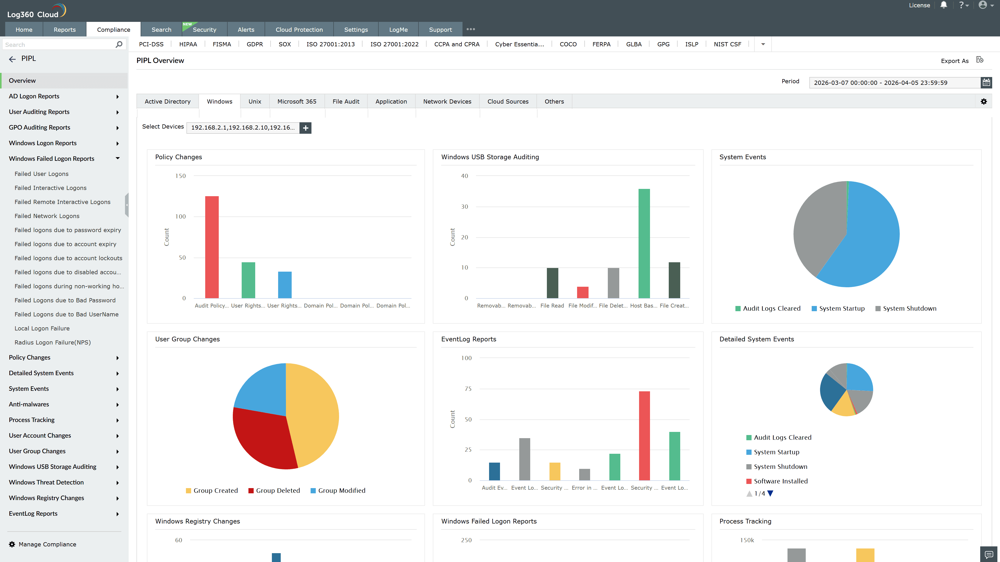 License
?
Log360 Cloud
Home
Reports
Compliance
Search
NEW
Security
Alerts
Cloud Protection
Settings
LogMe
Support
•••
Search
PCI-DSS
HIPAA
FISMA
GDPR
SOX
ISO 27001:2013
ISO 27001:2022
CCPA and CPRA
Cyber Essentia...
COCO
FERPA
GLBA
GPG
ISLP
NIST CSF
PIPL
Overview
AD Logon Reports
User Auditing Reports
GPO Auditing Reports
Windows Logon Reports
Windows Failed Logon Reports
Failed User Logons
Failed Interactive Logons
Failed Remote Interactive Logons
Failed Network Logons
Failed logons due to password expiry
Failed logons due to account expiry
Failed logons due to account lockouts
Failed logons due to disabled accou...
Failed logons during non-working ho...
Failed Logons due to Bad Password
Failed Logons due to Bad UserName
Local Logon Failure
Radius Logon Failure(NPS)
Policy Changes
Detailed System Events
System Events
Anti-malwares
Process Tracking
User Account Changes
User Group Changes
Windows USB Storage Auditing
Windows Threat Detection
Windows Registry Changes
EventLog Reports
Manage Compliance
PIPL Overview
Export As
Period
2026-03-07 00:00:00 - 2026-04-05 23:59:59
Active Directory
Windows
Unix
Microsoft 365
File Audit
Application
Network Devices
Cloud Sources
Others
Select Devices
192.168.2.1,192.168.2.10,192.16...
Policy Changes
150
100
50
0
Count
Audit Policy...
User Rights...
User Rights...
Domain Pol...
Domain Pol...
Domain Pol...
Windows USB Storage Auditing
40
30
20
10
0
Count
Removab...
Removab...
File Read
File Modif...
File Delet...
Host Bas...
File Creat...
System Events
Audit Logs Cleared
System Startup
System Shutdown
User Group Changes
Group Created
Group Deleted
Group Modified
EventLog Reports
100
75
50
25
0
Count
Audit Ev...
Event Lo...
Security ...
Error in ...
Event Lo...
Security ...
Event Lo...
Detailed System Events
Audit Logs Cleared
System Startup
System Shutdown
Software Installed
1/4
Windows Registry Changes
60
Windows Failed Logon Reports
250
Process Tracking
150k